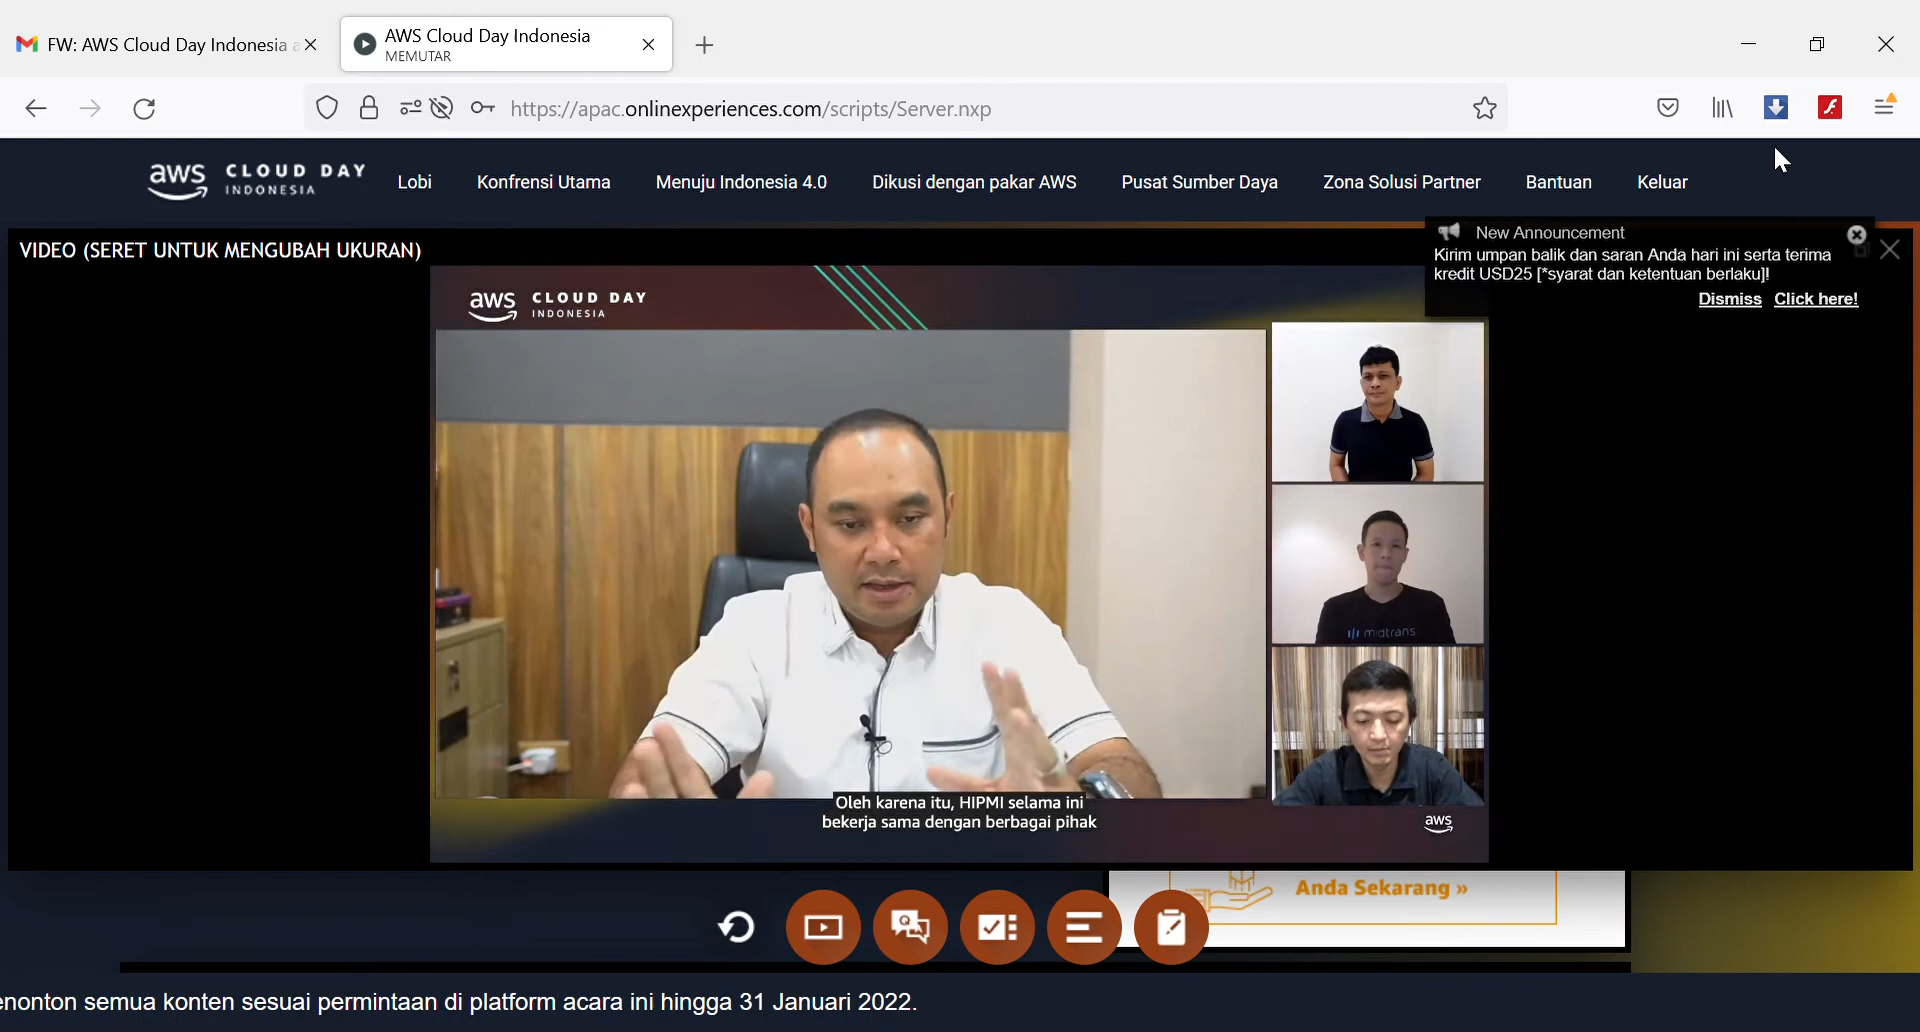 FW: AWS Cloud Day Indonesia a
AWS Cloud Day Indonesia
MEMUTAR
https://apac.onlinexperiences.com/scripts/Server.nxp
aws CLOUD DAY
INDONESIA
Lobi
Konfrensi Utama
Menuju Indonesia 4.0
Dikusi dengan pakar AWS
Pusat Sumber Daya
Zona Solusi Partner
Bantuan
Keluar
VIDEO (SERET UNTUK MENGUBAH UKURAN)
New Announcement
Kirim umpan balik dan saran Anda hari ini serta terima
kredit USD25 [*syarat dan ketentuan berlaku]!
Dismiss Click here!
aws CLOUD DAY
INDONESIA
midtrans
Oleh karena itu, HIPMI selama ini
bekerja sama dengan berbagai pihak
aws
Anda Sekarang »
Q
A
enonton semua konten sesuai permintaan di platform acara ini hingga 31 Januari 2022.